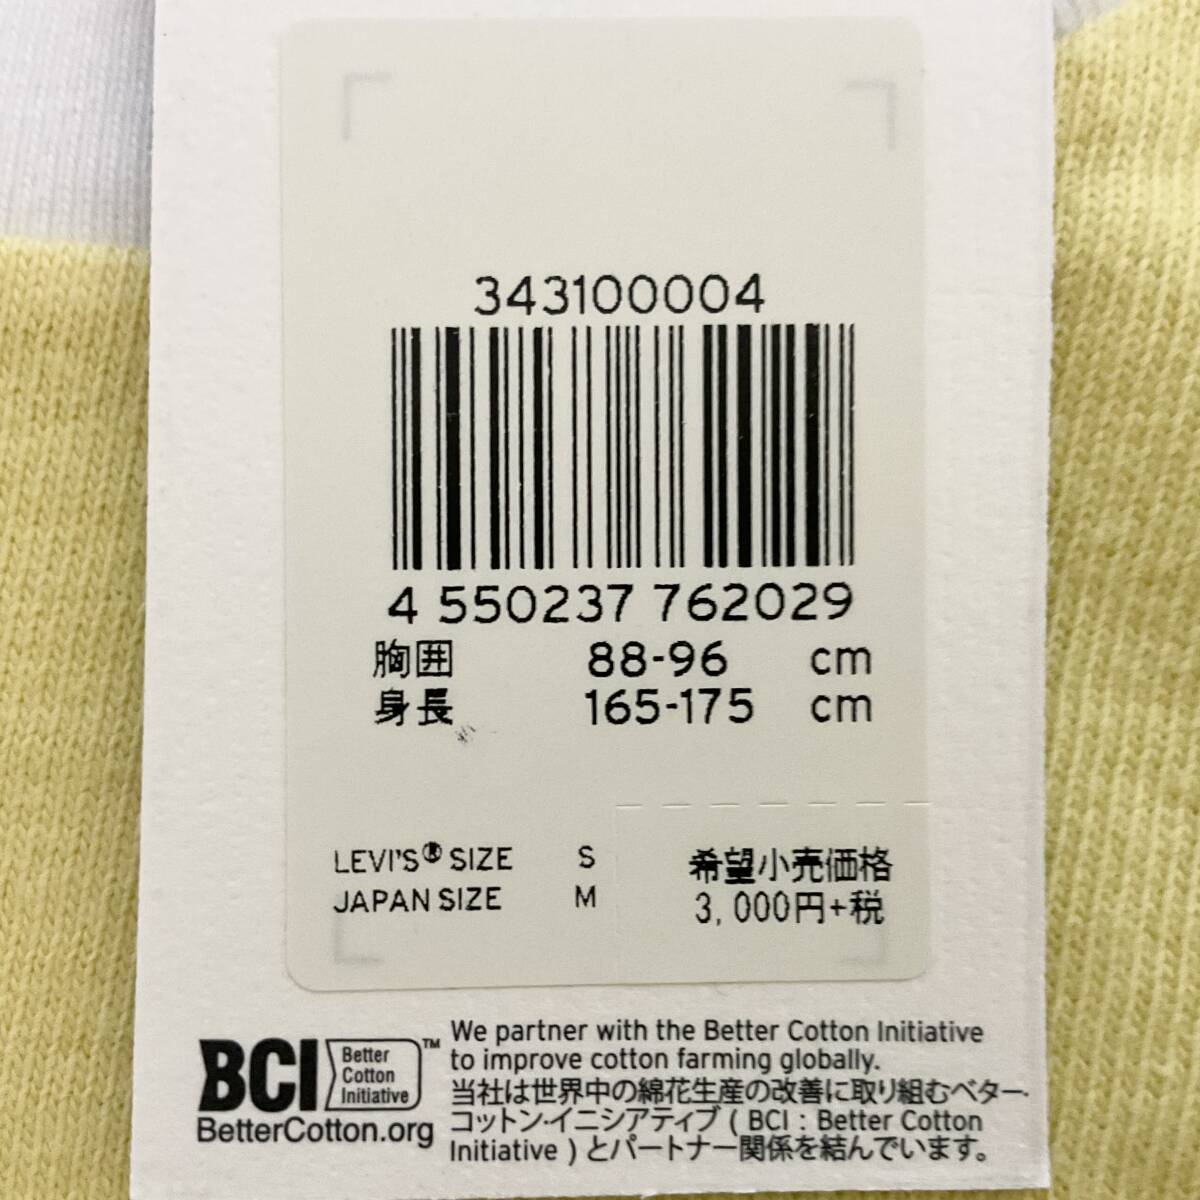 343100004
4 550237 762029
胸囲 88-96 cm
身長 165-175 cm
LEVI'S® SIZE S
JAPAN SIZE M
希望小売価格
3,000円+税
BCI Better Cotton Initiative™
BetterCotton.org
We partner with the Better Cotton Initiative
to improve cotton farming globally.
当社は世界中の綿花生産の改善に取り組むベター・
コットン・イニシアティブ ( BCI : Better Cotton
Initiative ) とパートナー関係を結んでいます。